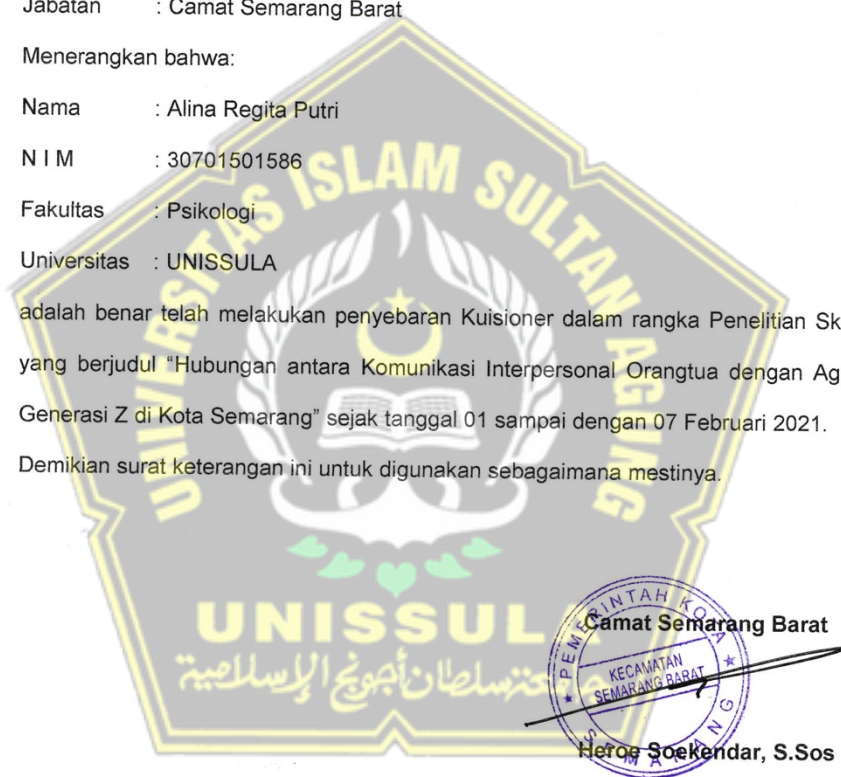 Jabatan : Camat Semarang Barat
Menerangkan bahwa:
Nama : Alina Regita Putri
N I M : 30701501586
Fakultas : Psikologi
Universitas : UNISSULA
adalah benar telah melakukan penyebaran Kuisioner dalam rangka Penelitian Sk
yang berjudul “Hubungan antara Komunikasi Interpersonal Orangtua dengan Ag
Generasi Z di Kota Semarang” sejak tanggal 01 sampai dengan 07 Februari 2021.
Demikian surat keterangan ini untuk digunakan sebagaimana mestinya.
UNIVERSITAS ISLAM SULTAN AGUNG
UNISSULA
جامعة سلطان أجونج الإسلامية
Camat Semarang Barat
PEMERINTAH KOTA
KECAMATAN
SEMARANG BARAT
SEMARANG
Heroe Soekendar, S.Sos